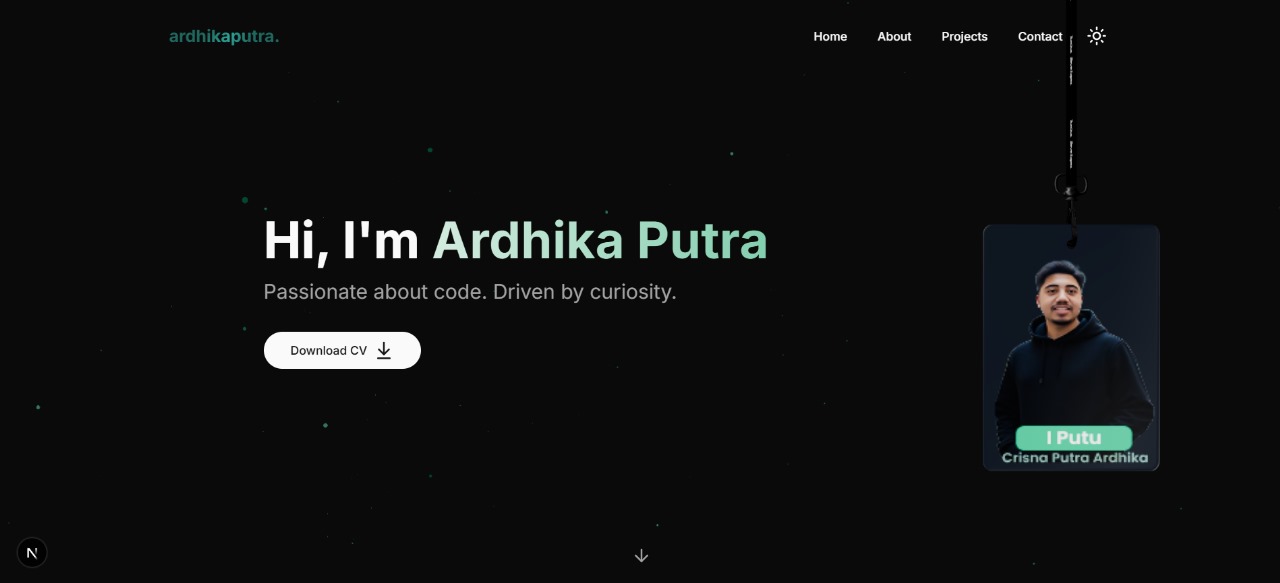 ardhikaputra.
Home
About
Projects
Contact
Hi, I'm Ardhika Putra
Passionate about code. Driven by curiosity.
Download CV
I Putu
Crisna Putra Ardhika
N